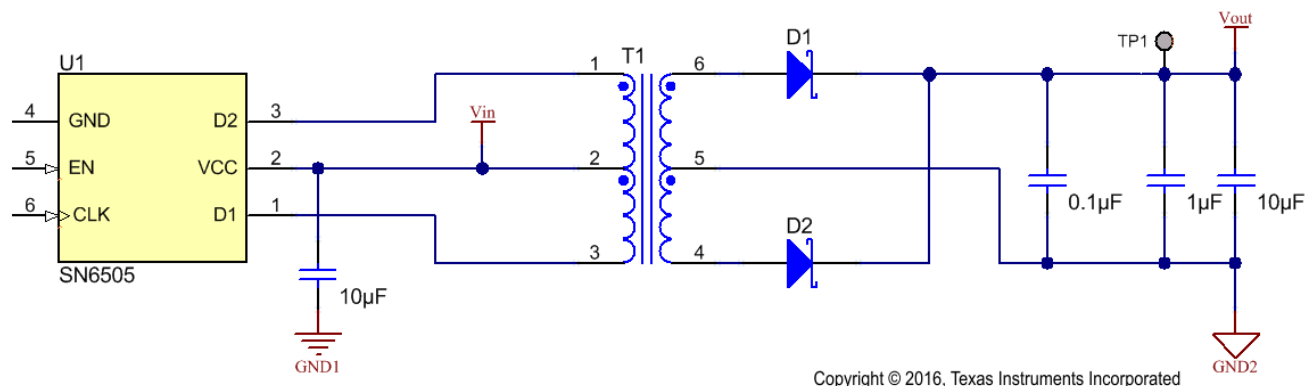 U1
4 GND
5 EN
6 CLK
D2 3
VCC 2
D1 1
SN6505
10µF
GND1
Vin
T1
1
2
3
6
5
4
D1
D2
0.1µF
1µF
10µF
TP1
Vout
GND2
Copyright © 2016, Texas Instruments Incorporated